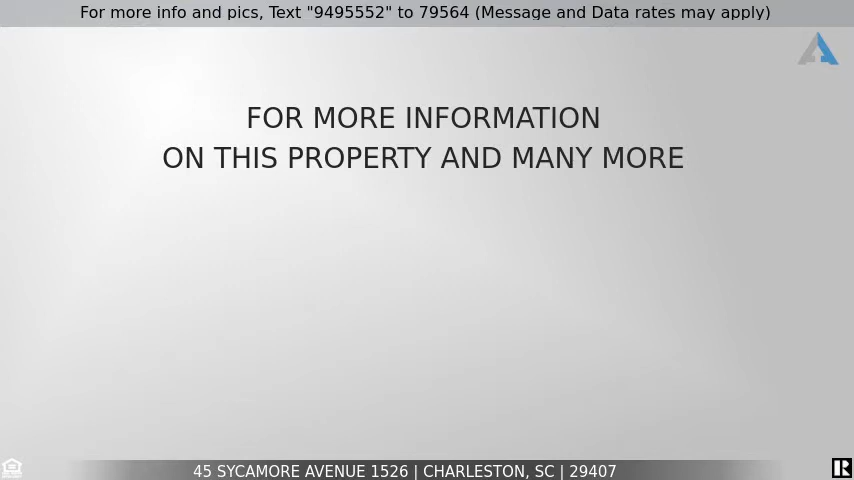 For more info and pics, Text "9495552" to 79564 (Message and Data rates may apply)
FOR MORE INFORMATION
ON THIS PROPERTY AND MANY MORE
45 SYCAMORE AVENUE 1526 | CHARLESTON, SC | 29407